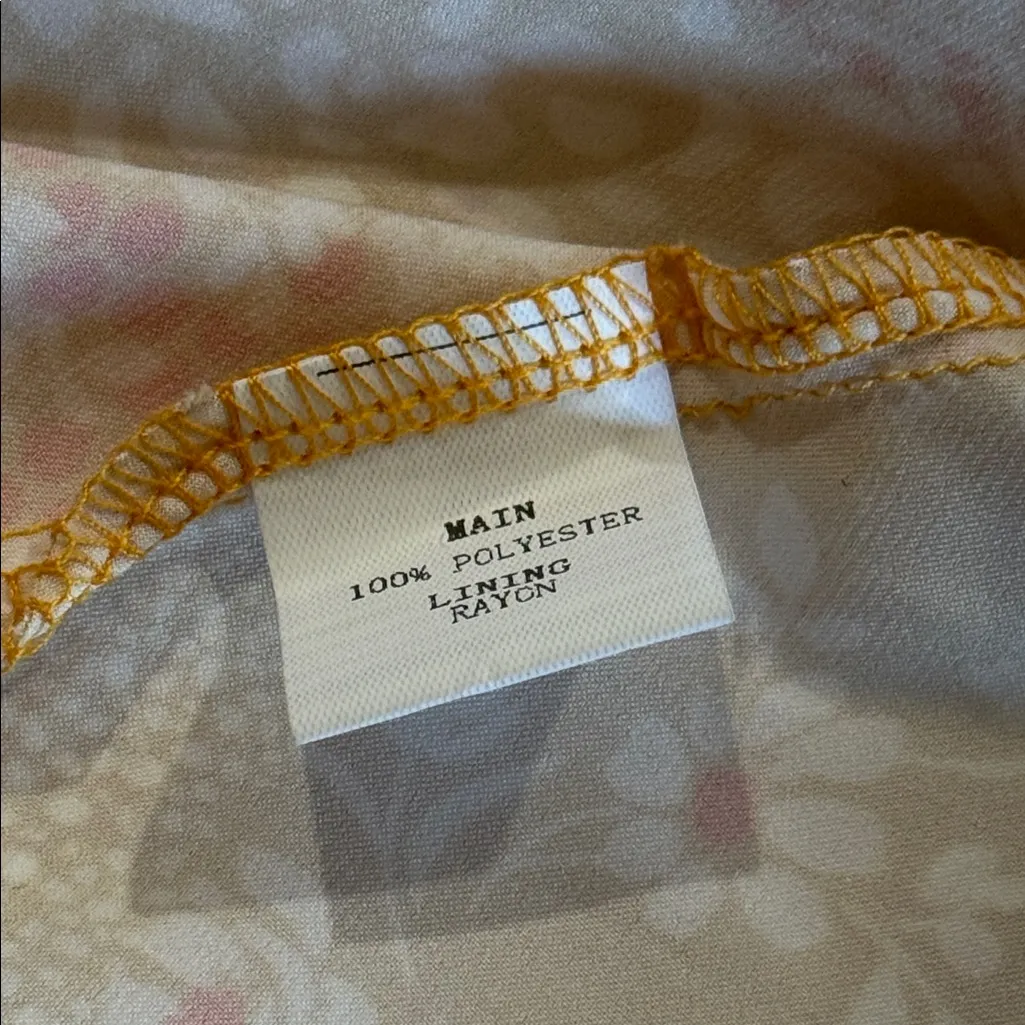 MAIN
100% POLYESTER
LINING
RAYON